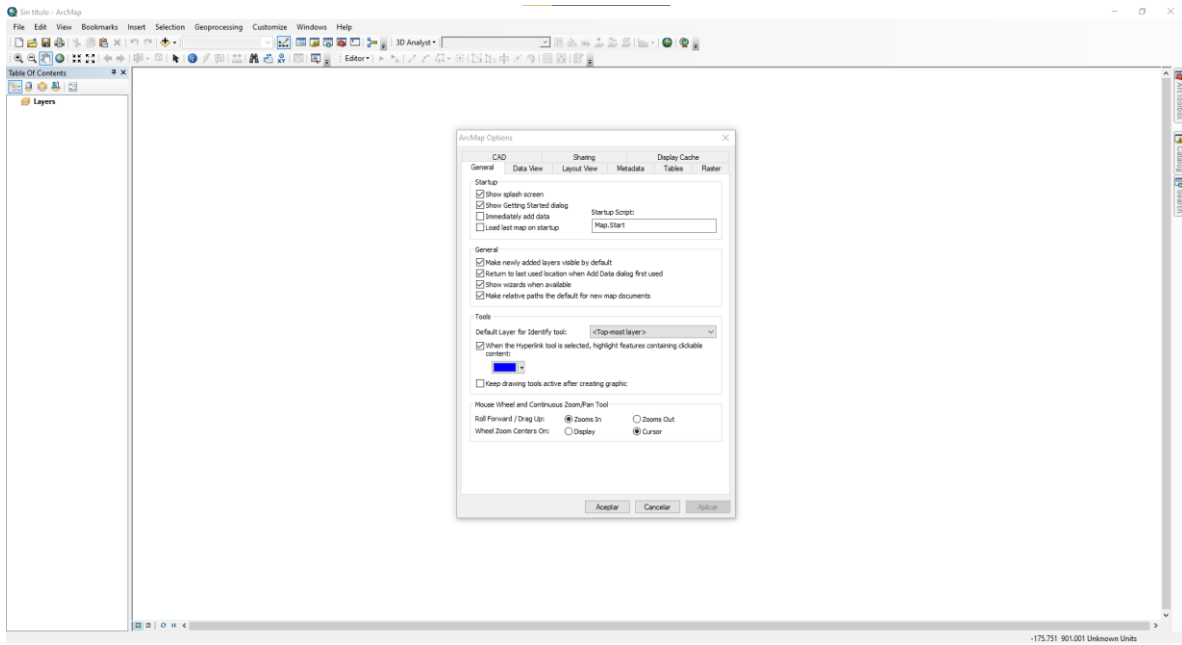 Sin título - ArcMap
File Edit View Bookmarks Insert Selection Geoprocessing Customize Windows Help
3D Analyst
Editor
Table Of Contents
Layers
ArcToolbox
Catalog
Search
ArcMap Options
CAD Sharing Display Cache
General Data View Layout View Metadata Tables Raster
Startup
Show splash screen
Show Getting Started dialog
Immediately add data
Load last map on startup
Startup Script:
Map.Start
General
Make newly added layers visible by default
Return to last used location when Add Data dialog first used
Show wizards when available
Make relative paths the default for new map documents
Tools
Default Layer for Identify tool: <Top-most layer>
When the Hyperlink tool is selected, highlight features containing clickable
content:
Keep drawing tools active after creating graphic
Mouse Wheel and Continuous Zoom/Pan Tool
Roll Forward / Drag Up: Zooms In Zooms Out
Wheel Zoom Centers On: Display Cursor
Aceptar Cancelar Aplicar
-175.751 901.001 Unknown Units